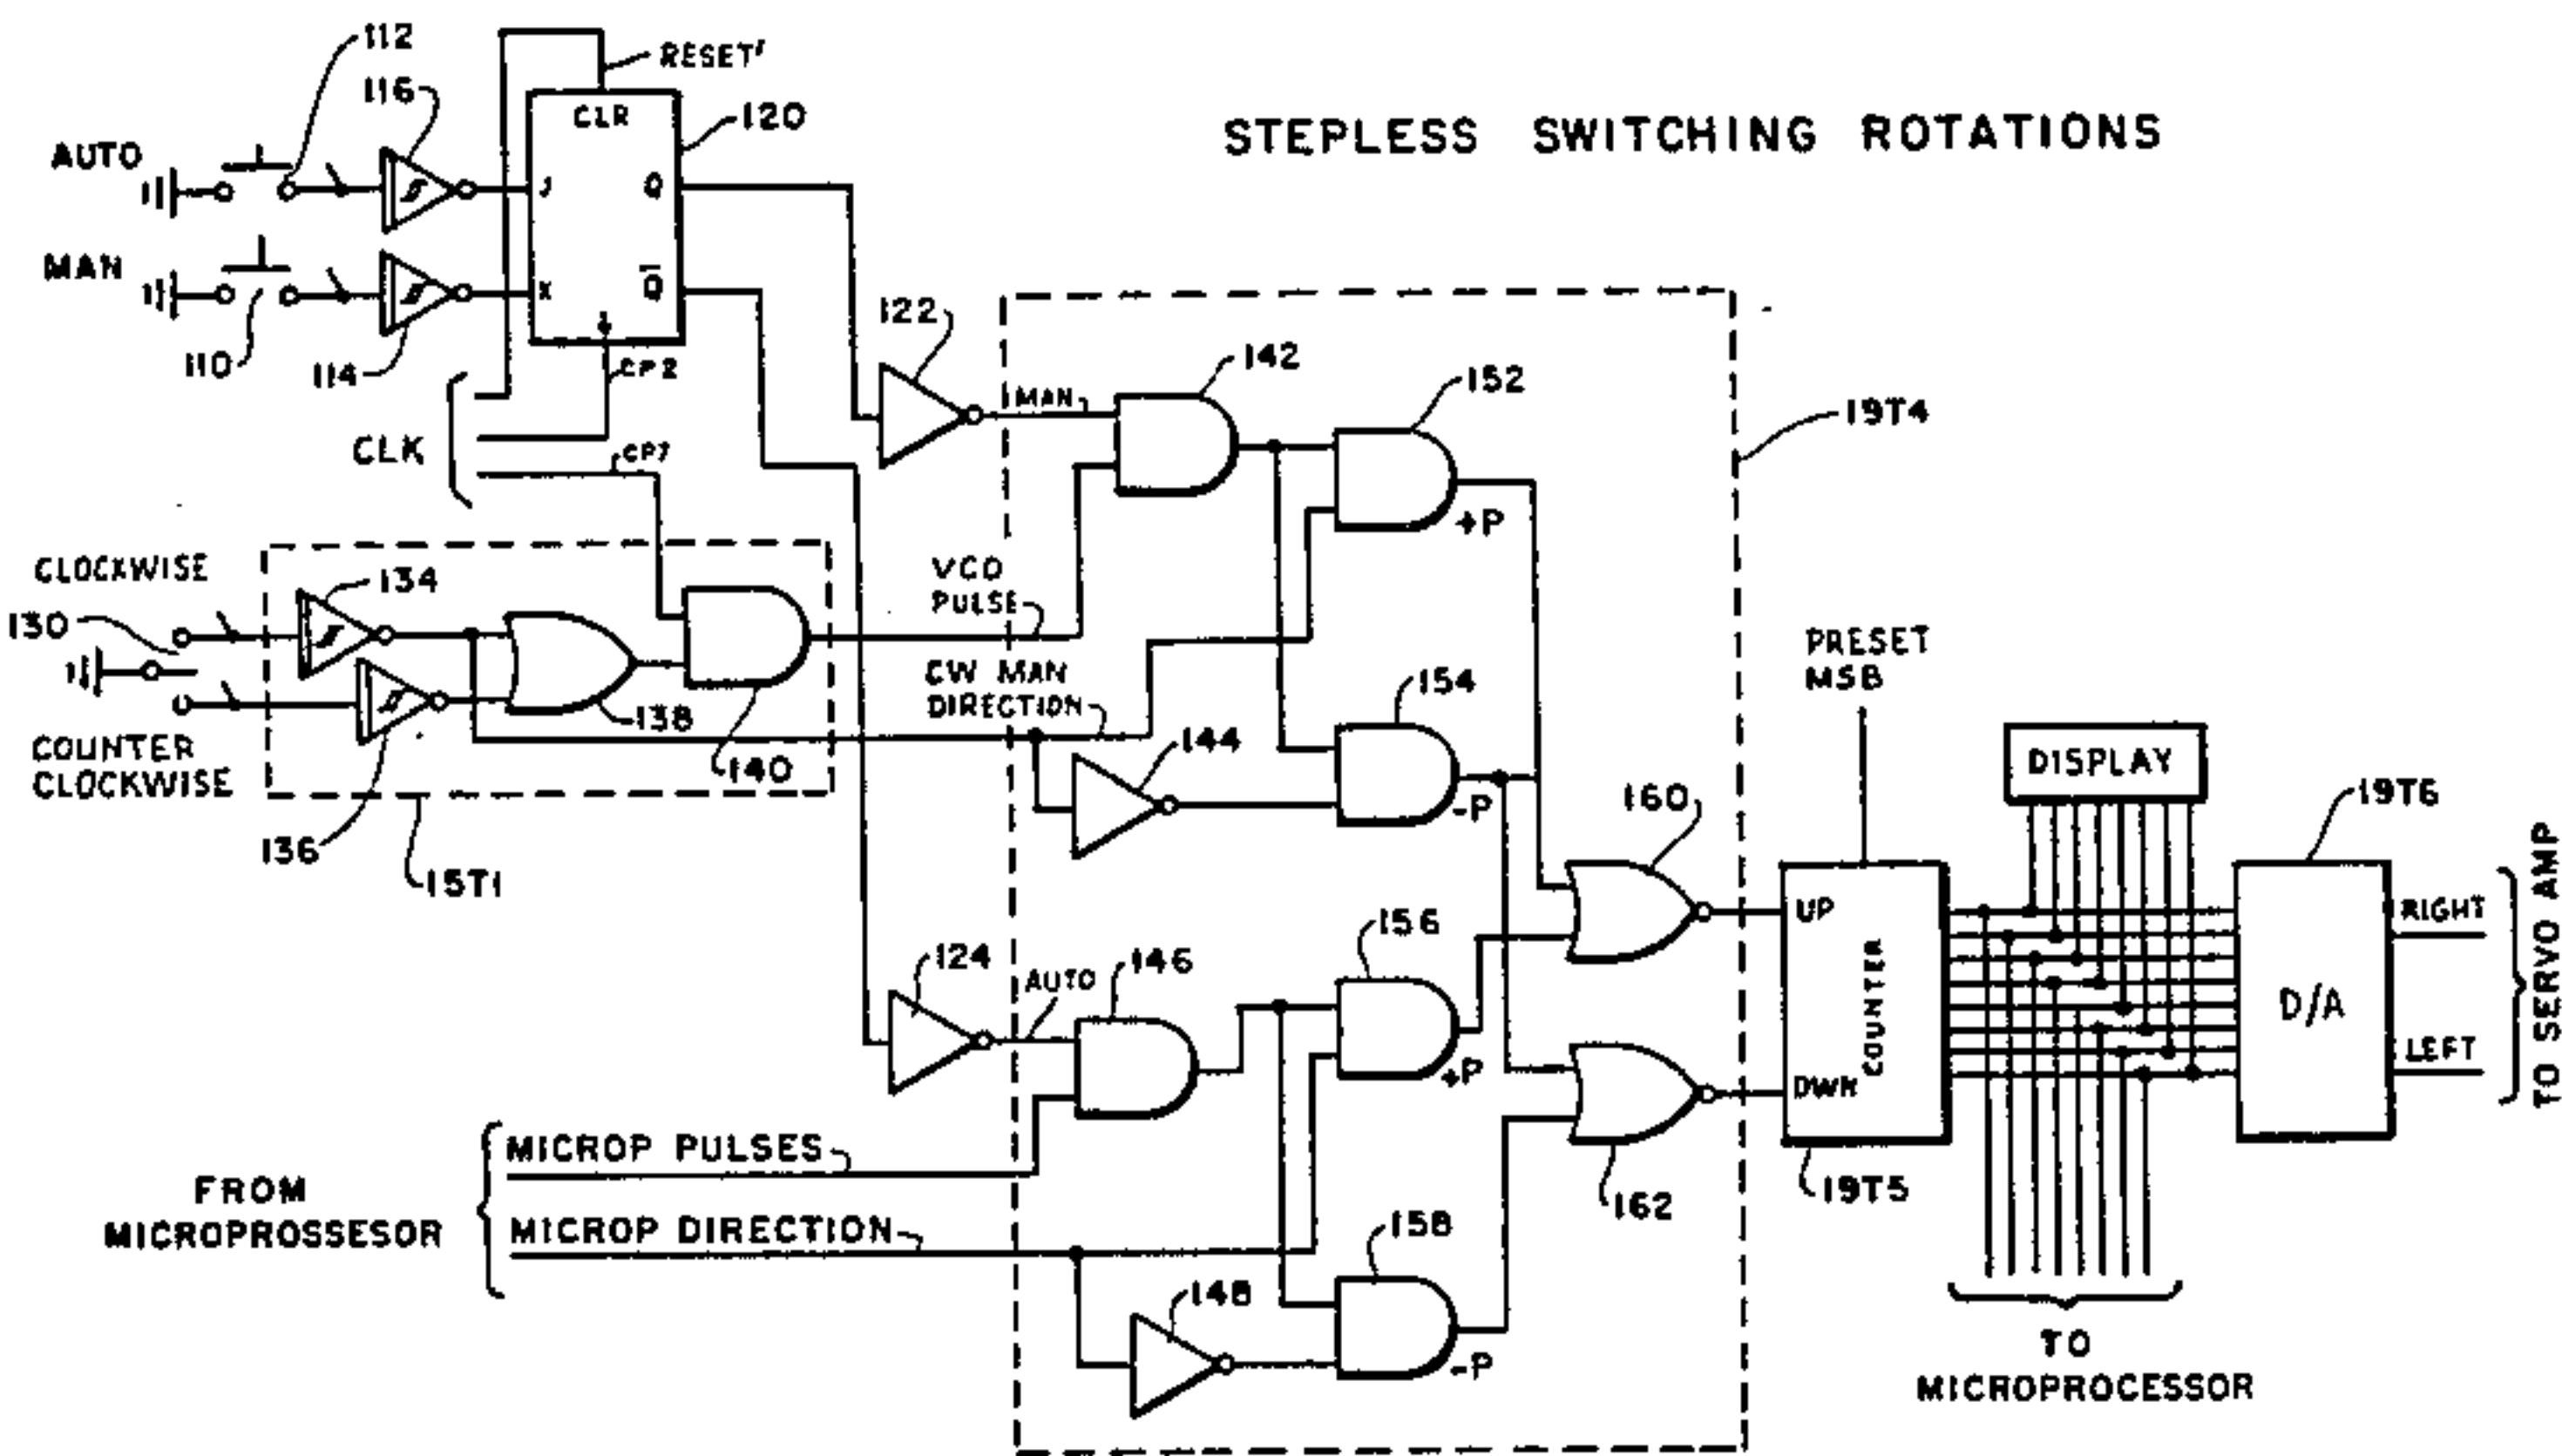 STEPLESS SWITCHING ROTATIONS
112
RESET'
116
CLR
120
AUTO
J
Q
MAN
K
Q̅
110
114
CP2
CLK
CP7
122
MAN
142
152
19T4
+P
CLOCKWISE
134
130
138
140
COUNTER
CLOCKWISE
136
15T1
VCO
PULSE
CW MAN
DIRECTION
144
154
-P
160
PRESET
MSB
DISPLAY
19T6
UP
COUNTER
DWN
19T5
D/A
RIGHT
LEFT
TO SERVO AMP
124
AUTO
146
156
+P
162
FROM
MICROPROSSESOR
MICROP PULSES
MICROP DIRECTION
148
158
-P
TO
MICROPROCESSOR